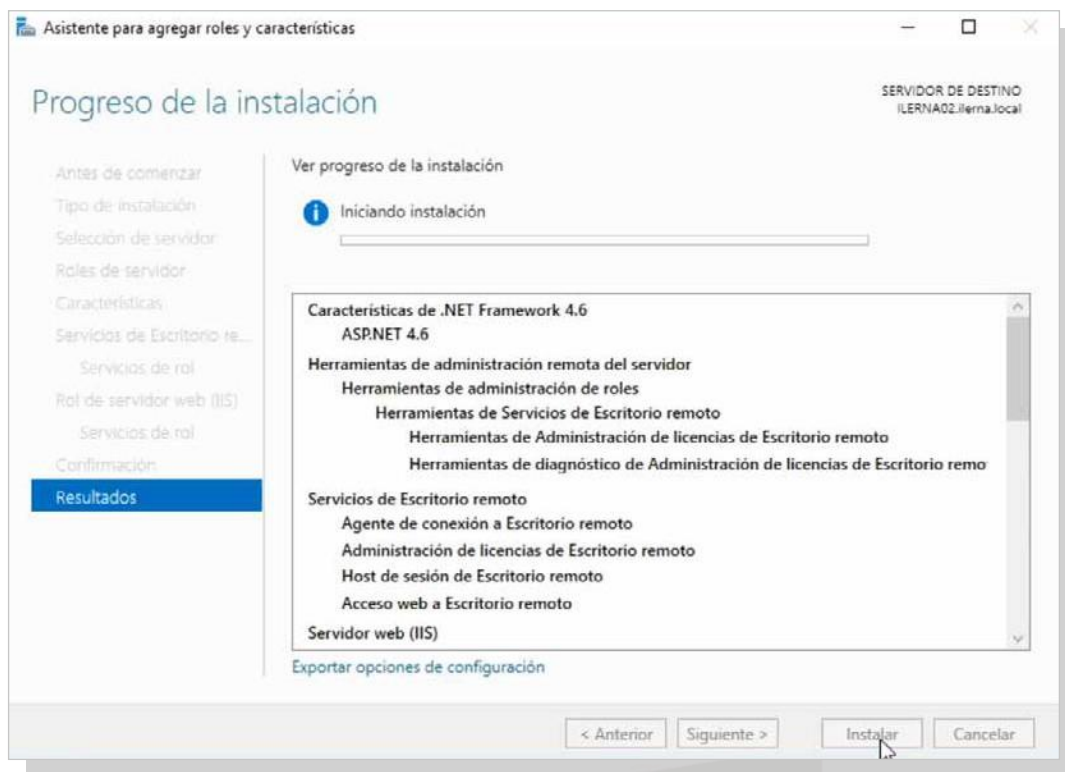 Asistente para agregar roles y características
Progreso de la instalación
SERVIDOR DE DESTINO
ILERNA02.ilerna.local
Antes de comenzar
Tipo de instalación
Selección de servidor
Roles de servidor
Características
Servicios de Escritorio re...
Servicios de rol
Rol de servidor web (IIS)
Servicios de rol
Confirmación
Resultados
Ver progreso de la instalación
Iniciando instalación
Características de .NET Framework 4.6
ASP.NET 4.6
Herramientas de administración remota del servidor
Herramientas de administración de roles
Herramientas de Servicios de Escritorio remoto
Herramientas de Administración de licencias de Escritorio remoto
Herramientas de diagnóstico de Administración de licencias de Escritorio remo
Servicios de Escritorio remoto
Agente de conexión a Escritorio remoto
Administración de licencias de Escritorio remoto
Host de sesión de Escritorio remoto
Acceso web a Escritorio remoto
Servidor web (IIS)
Exportar opciones de configuración
< Anterior
Siguiente >
Instalar
Cancelar